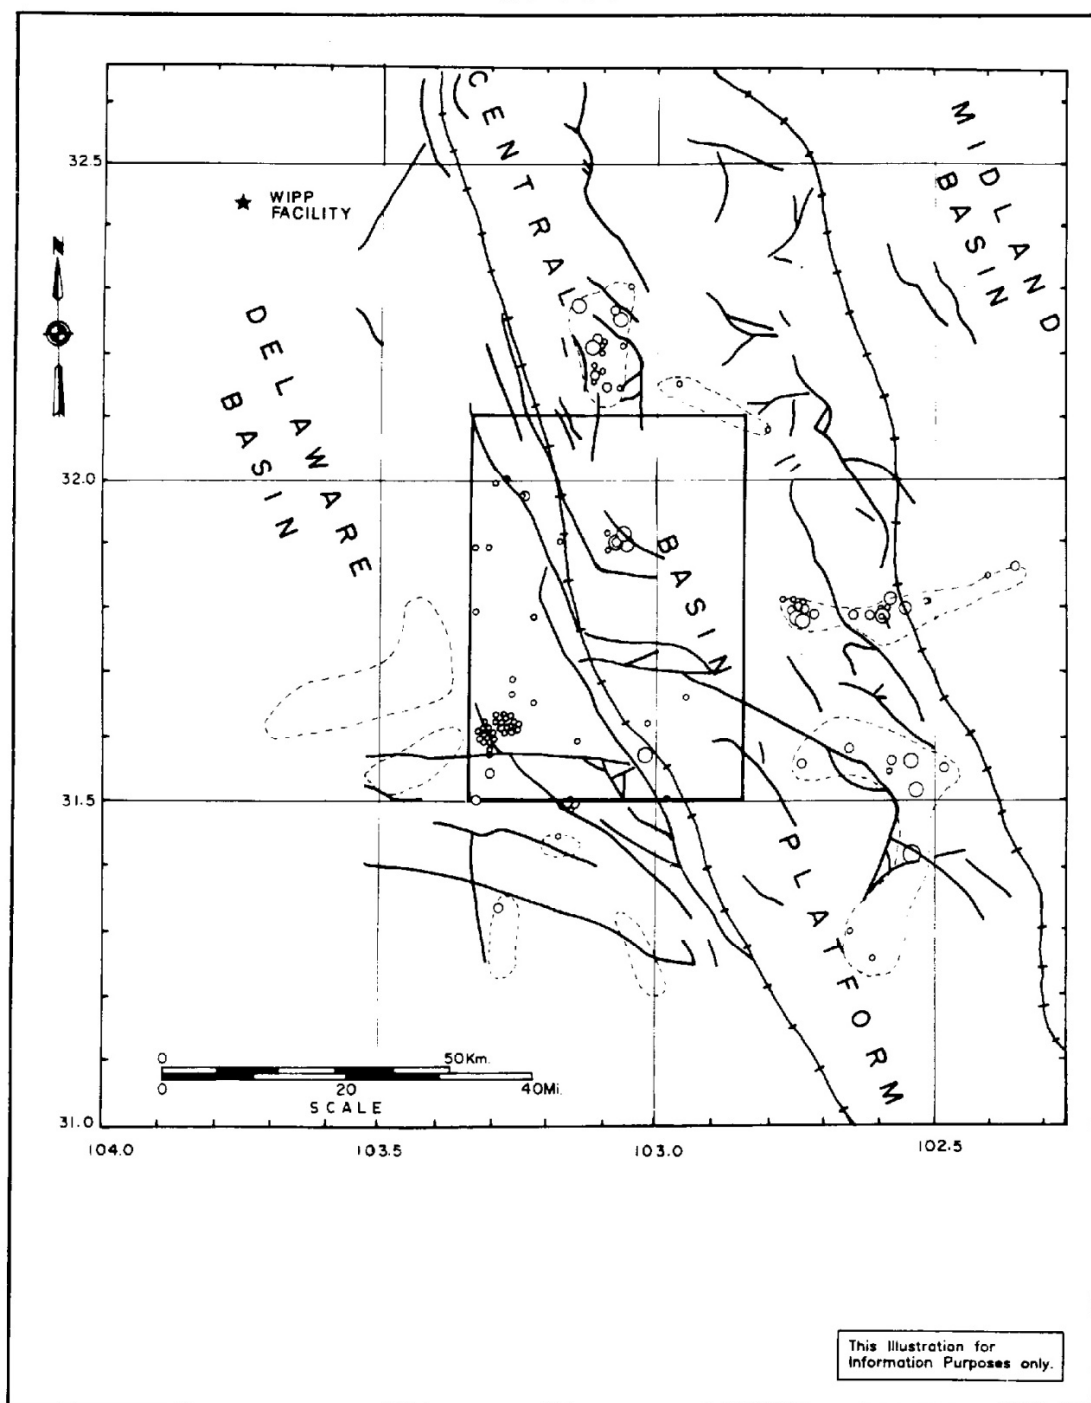 CENTRAL
MIDLAND
BASIN
32.5
WIPP
FACILITY
N
DELAWARE
BASIN
32.0
BASIN
31.5
PLATFORM
0
50Km.
0
20
40Mi.
SCALE
31.0
104.0
103.5
103.0
102.5
This Illustration for
Information Purposes only.